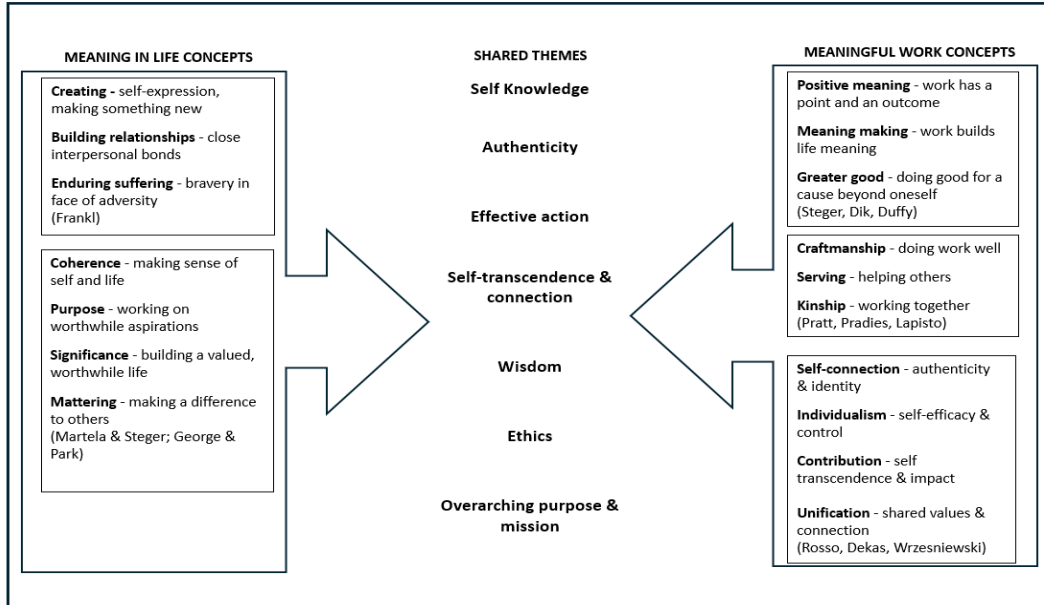 MEANING IN LIFE CONCEPTS
Creating - self-expression,
making something new
Building relationships - close
interpersonal bonds
Enduring suffering - bravery in
face of adversity
(Frankl)
Coherence - making sense of
self and life
Purpose - working on
worthwhile aspirations
Significance - building a valued,
worthwhile life
Mattering - making a difference
to others
(Martela & Steger; George &
Park)
SHARED THEMES
Self Knowledge
Authenticity
Effective action
Self-transcendence &
connection
Wisdom
Ethics
Overarching purpose &
mission
MEANINGFUL WORK CONCEPTS
Positive meaning - work has a
point and an outcome
Meaning making - work builds
life meaning
Greater good - doing good for a
cause beyond oneself
(Steger, Dik, Duffy)
Craftmanship - doing work well
Serving - helping others
Kinship - working together
(Pratt, Pradies, Lapisto)
Self-connection - authenticity
& identity
Individualism - self-efficacy &
control
Contribution - self
transcendence & impact
Unification - shared values &
connection
(Rosso, Dekas, Wrzesniewski)